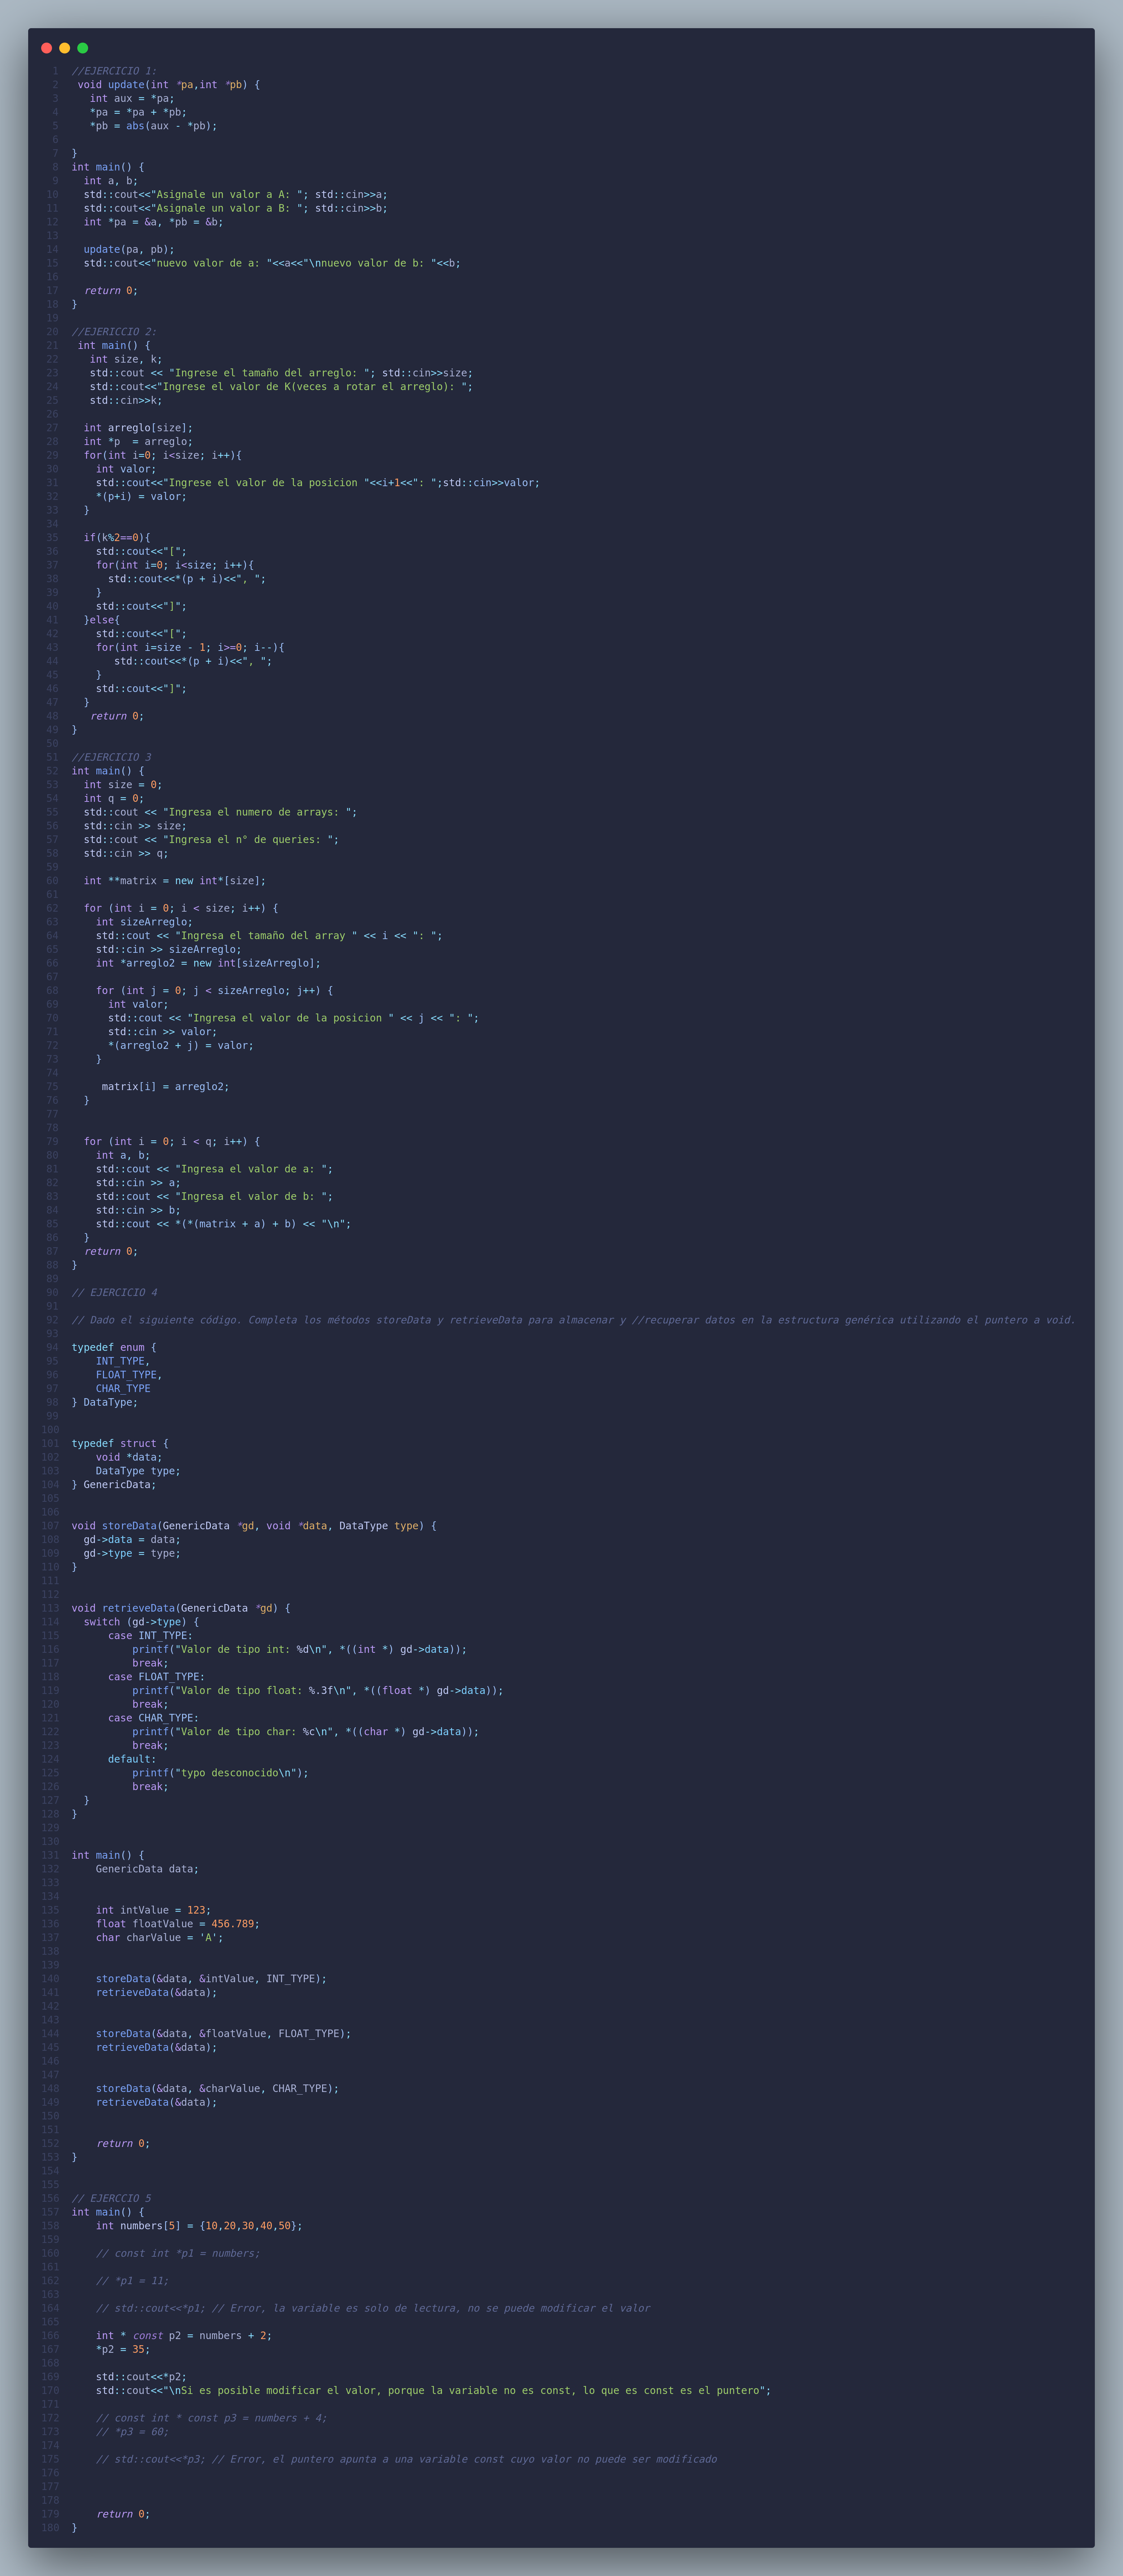 1 //EJERCICIO 1:
2 void update(int *pa,int *pb) {
3 int aux = *pa;
4 *pa = *pa + *pb;
5 *pb = abs(aux - *pb);
6
7 }
8 int main() {
9 int a, b;
10 std::cout<<"Asignale un valor a A: "; std::cin>>a;
11 std::cout<<"Asignale un valor a B: "; std::cin>>b;
12 int *pa = &a, *pb = &b;
13
14 update(pa, pb);
15 std::cout<<"nuevo valor de a: "<<a<<"\nnuevo valor de b: "<<b;
16
17 return 0;
18 }
19
20 //EJERICCIO 2:
21 int main() {
22 int size, k;
23 std::cout << "Ingrese el tamaño del arreglo: "; std::cin>>size;
24 std::cout<<"Ingrese el valor de K(veces a rotar el arreglo): ";
25 std::cin>>k;
26
27 int arreglo[size];
28 int *p  = arreglo;
29 for(int i=0; i<size; i++){
30 int valor;
31 std::cout<<"Ingrese el valor de la posicion "<<i+1<<": ";std::cin>>valor;
32 *(p+i) = valor;
33 }
34
35 if(k%2==0){
36 std::cout<<"[";
37 for(int i=0; i<size; i++){
38 std::cout<<*(p + i)<<", ";
39 }
40 std::cout<<"]";
41 }else{
42 std::cout<<"[";
43 for(int i=size - 1; i>=0; i--){
44 std::cout<<*(p + i)<<", ";
45 }
46 std::cout<<"]";
47 }
48 return 0;
49 }
50
51 //EJERCICIO 3
52 int main() {
53 int size = 0;
54 int q = 0;
55 std::cout << "Ingresa el numero de arrays: ";
56 std::cin >> size;
57 std::cout << "Ingresa el n° de queries: ";
58 std::cin >> q;
59
60 int **matrix = new int*[size];
61
62 for (int i = 0; i < size; i++) {
63 int sizeArreglo;
64 std::cout << "Ingresa el tamaño del array " << i << ": ";
65 std::cin >> sizeArreglo;
66 int *arreglo2 = new int[sizeArreglo];
67
68 for (int j = 0; j < sizeArreglo; j++) {
69 int valor;
70 std::cout << "Ingresa el valor de la posicion " << j << ": ";
71 std::cin >> valor;
72 *(arreglo2 + j) = valor;
73 }
74
75 matrix[i] = arreglo2;
76 }
77
78
79 for (int i = 0; i < q; i++) {
80 int a, b;
81 std::cout << "Ingresa el valor de a: ";
82 std::cin >> a;
83 std::cout << "Ingresa el valor de b: ";
84 std::cin >> b;
85 std::cout << *(*(matrix + a) + b) << "\n";
86 }
87 return 0;
88 }
89
90 // EJERCICIO 4
91
92 // Dado el siguiente código. Completa los métodos storeData y retrieveData para almacenar y //recuperar datos en la estructura genérica utilizando el puntero a void.
93
94 typedef enum {
95 INT_TYPE,
96 FLOAT_TYPE,
97 CHAR_TYPE
98 } DataType;
99
100
101 typedef struct {
102 void *data;
103 DataType type;
104 } GenericData;
105
106
107 void storeData(GenericData *gd, void *data, DataType type) {
108 gd->data = data;
109 gd->type = type;
110 }
111
112
113 void retrieveData(GenericData *gd) {
114 switch (gd->type) {
115 case INT_TYPE:
116 printf("Valor de tipo int: %d\n", *((int *) gd->data));
117 break;
118 case FLOAT_TYPE:
119 printf("Valor de tipo float: %.3f\n", *((float *) gd->data));
120 break;
121 case CHAR_TYPE:
122 printf("Valor de tipo char: %c\n", *((char *) gd->data));
123 break;
124 default:
125 printf("typo desconocido\n");
126 break;
127 }
128 }
129
130
131 int main() {
132 GenericData data;
133
134
135 int intValue = 123;
136 float floatValue = 456.789;
137 char charValue = 'A';
138
139
140 storeData(&data, &intValue, INT_TYPE);
141 retrieveData(&data);
142
143
144 storeData(&data, &floatValue, FLOAT_TYPE);
145 retrieveData(&data);
146
147
148 storeData(&data, &charValue, CHAR_TYPE);
149 retrieveData(&data);
150
151
152 return 0;
153 }
154
155
156 // EJERCCIO 5
157 int main() {
158 int numbers[5] = {10,20,30,40,50};
159
160 // const int *p1 = numbers;
161
162 // *p1 = 11;
163
164 // std::cout<<*p1; // Error, la variable es solo de lectura, no se puede modificar el valor
165
166 int * const p2 = numbers + 2;
167 *p2 = 35;
168
169 std::cout<<*p2;
170 std::cout<<"\nSi es posible modificar el valor, porque la variable no es const, lo que es const es el puntero";
171
172 // const int * const p3 = numbers + 4;
173 // *p3 = 60;
174
175 // std::cout<<*p3; // Error, el puntero apunta a una variable const cuyo valor no puede ser modificado
176
177
178
179 return 0;
180 }